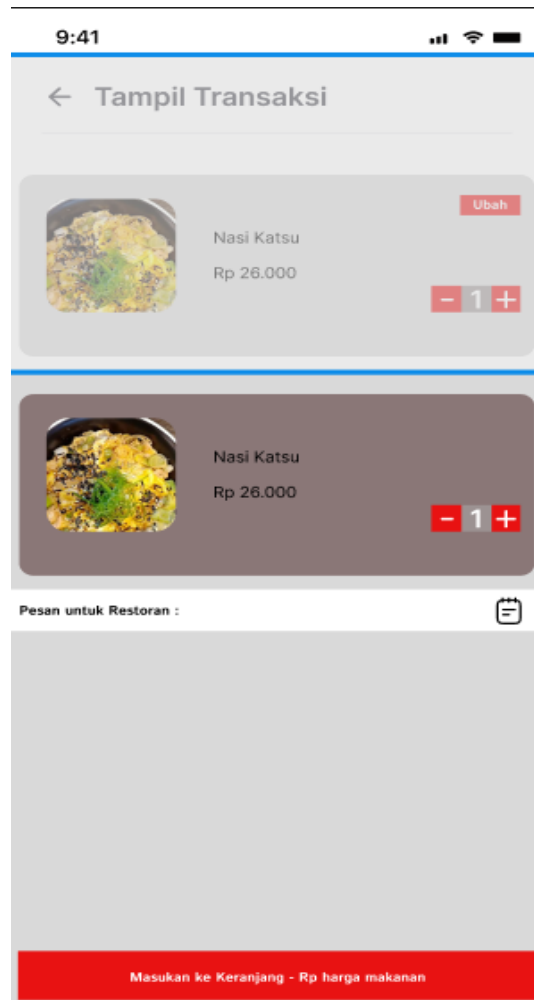 9:41
Tampil Transaksi
Ubah
Nasi Katsu
Rp 26.000
- 1 +
Nasi Katsu
Rp 26.000
- 1 +
Pesan untuk Restoran :
Masukan ke Keranjang - Rp harga makanan